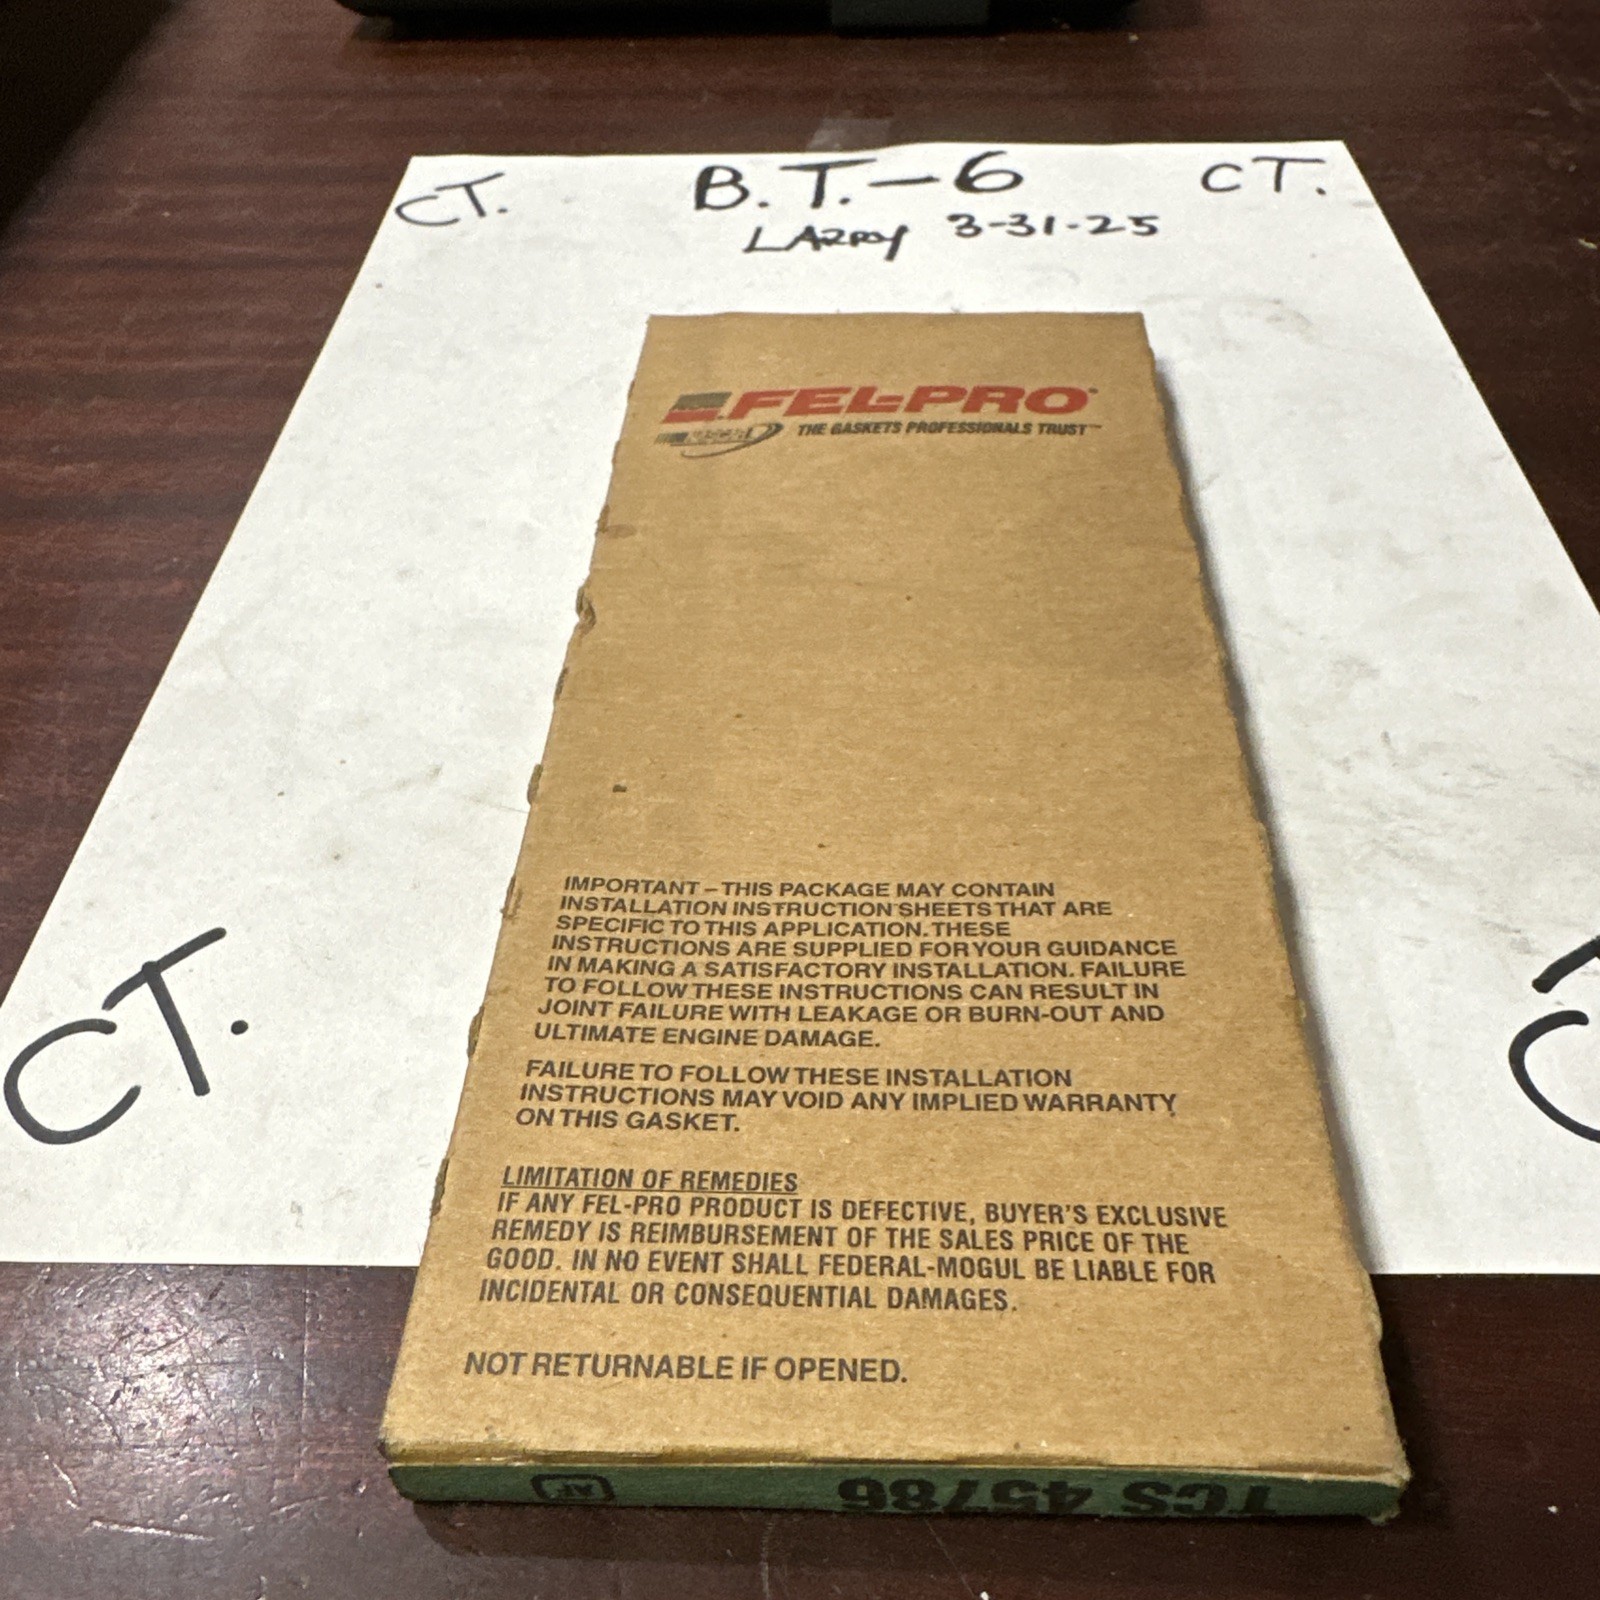 CT. B.T.-6 CT.
LARRY 3-31-25
FEL-PRO®
NASCAR THE GASKETS PROFESSIONALS TRUST™
IMPORTANT – THIS PACKAGE MAY CONTAIN
INSTALLATION INSTRUCTION SHEETS THAT ARE
SPECIFIC TO THIS APPLICATION. THESE
INSTRUCTIONS ARE SUPPLIED FOR YOUR GUIDANCE
IN MAKING A SATISFACTORY INSTALLATION. FAILURE
TO FOLLOW THESE INSTRUCTIONS CAN RESULT IN
JOINT FAILURE WITH LEAKAGE OR BURN-OUT AND
ULTIMATE ENGINE DAMAGE.
FAILURE TO FOLLOW THESE INSTALLATION
INSTRUCTIONS MAY VOID ANY IMPLIED WARRANTY
ON THIS GASKET.
CT.
LIMITATION OF REMEDIES
IF ANY FEL-PRO PRODUCT IS DEFECTIVE, BUYER'S EXCLUSIVE
REMEDY IS REIMBURSEMENT OF THE SALES PRICE OF THE
GOOD. IN NO EVENT SHALL FEDERAL-MOGUL BE LIABLE FOR
INCIDENTAL OR CONSEQUENTIAL DAMAGES.
NOT RETURNABLE IF OPENED.
TCS 45786 AF